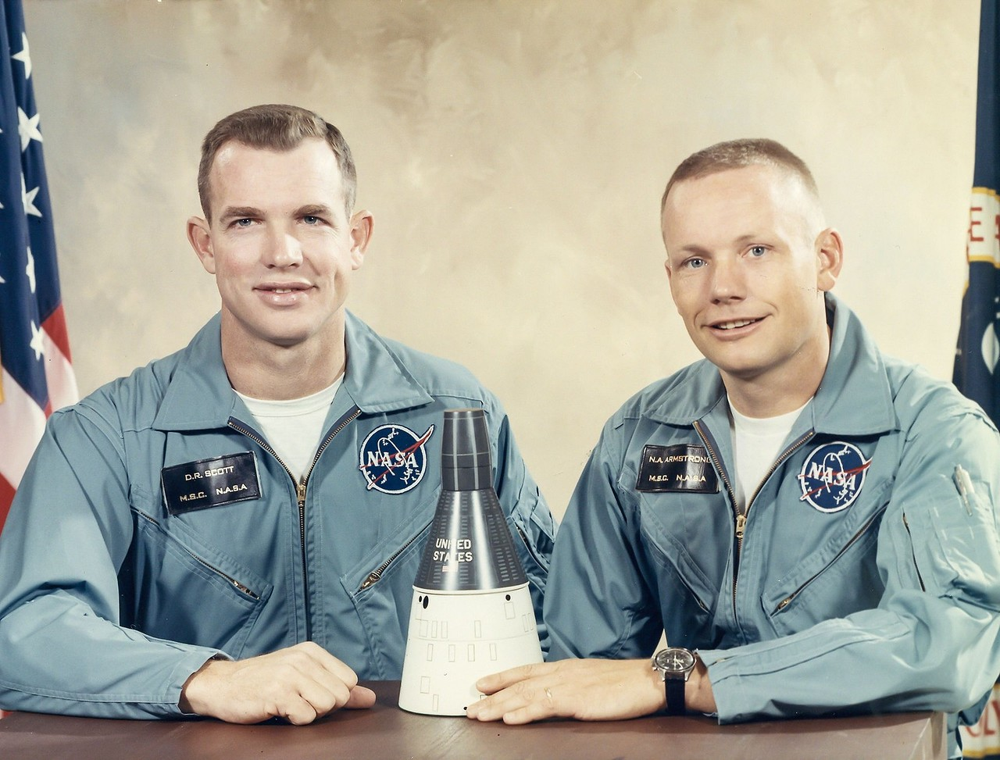 D.R. SCOTT
M.S.C. N.A.S.A
NASA
UNITED
STATES
N.A. ARMSTRONG
M.S.C. N.A.S.A
NASA